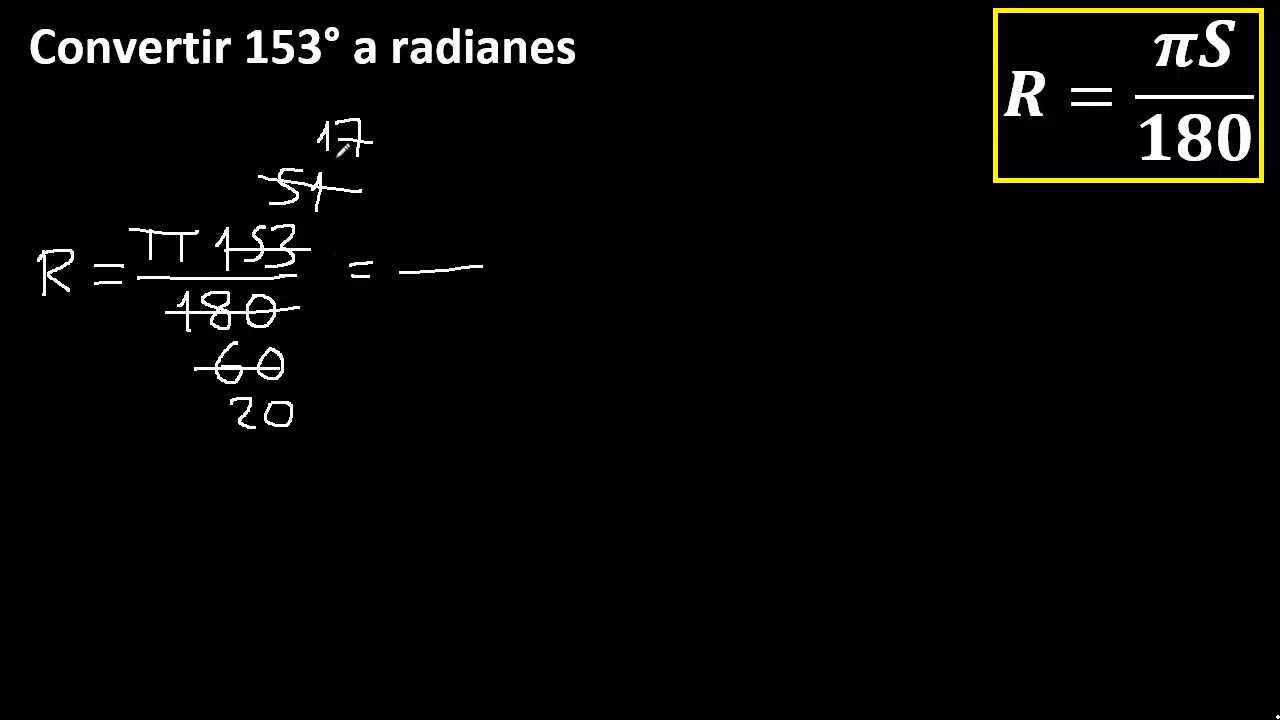 Convertir 153° a radianes
R = πS / 180
17
51
R = π 153 / 180 = —
60
20